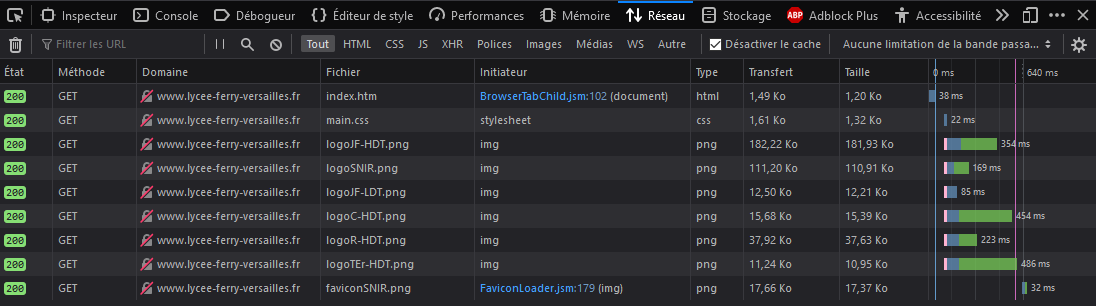 Inspecteur Console Débogueur Éditeur de style Performances Mémoire Réseau Stockage ABP Adblock Plus Accessibilité
Filtrer les URL Tout HTML CSS JS XHR Polices Images Médias WS Autre Désactiver le cache Aucune limitation de la bande passa...
État Méthode Domaine Fichier Initiateur Type Transfert Taille 0 ms 640 ms
200 GET www.lycee-ferry-versailles.fr index.htm BrowserTabChild.jsm:102 (document) html 1,49 Ko 1,20 Ko 38 ms
200 GET www.lycee-ferry-versailles.fr main.css stylesheet css 1,61 Ko 1,32 Ko 22 ms
200 GET www.lycee-ferry-versailles.fr logoJF-HDT.png img png 182,22 Ko 181,93 Ko 354 ms
200 GET www.lycee-ferry-versailles.fr logoSNIR.png img png 111,20 Ko 110,91 Ko 169 ms
200 GET www.lycee-ferry-versailles.fr logoJF-LDT.png img png 12,50 Ko 12,21 Ko 85 ms
200 GET www.lycee-ferry-versailles.fr logoC-HDT.png img png 15,68 Ko 15,39 Ko 454 ms
200 GET www.lycee-ferry-versailles.fr logoR-HDT.png img png 37,92 Ko 37,63 Ko 223 ms
200 GET www.lycee-ferry-versailles.fr logoTEr-HDT.png img png 11,24 Ko 10,95 Ko 486 ms
200 GET www.lycee-ferry-versailles.fr faviconSNIR.png FaviconLoader.jsm:179 (img) png 17,66 Ko 17,37 Ko 32 ms